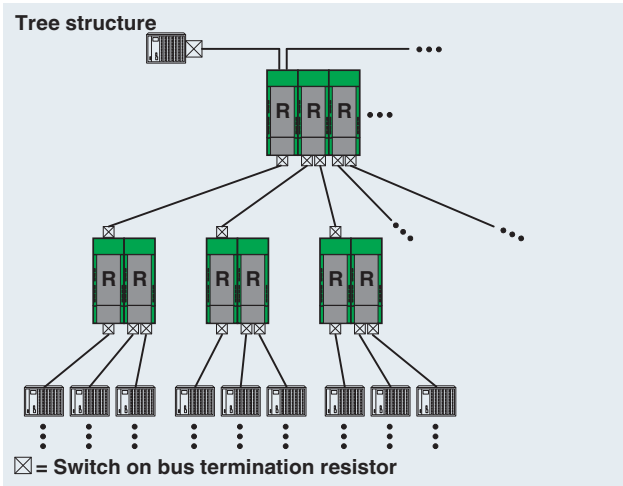 Tree structure
R R R
R R R R R R
= Switch on bus termination resistor